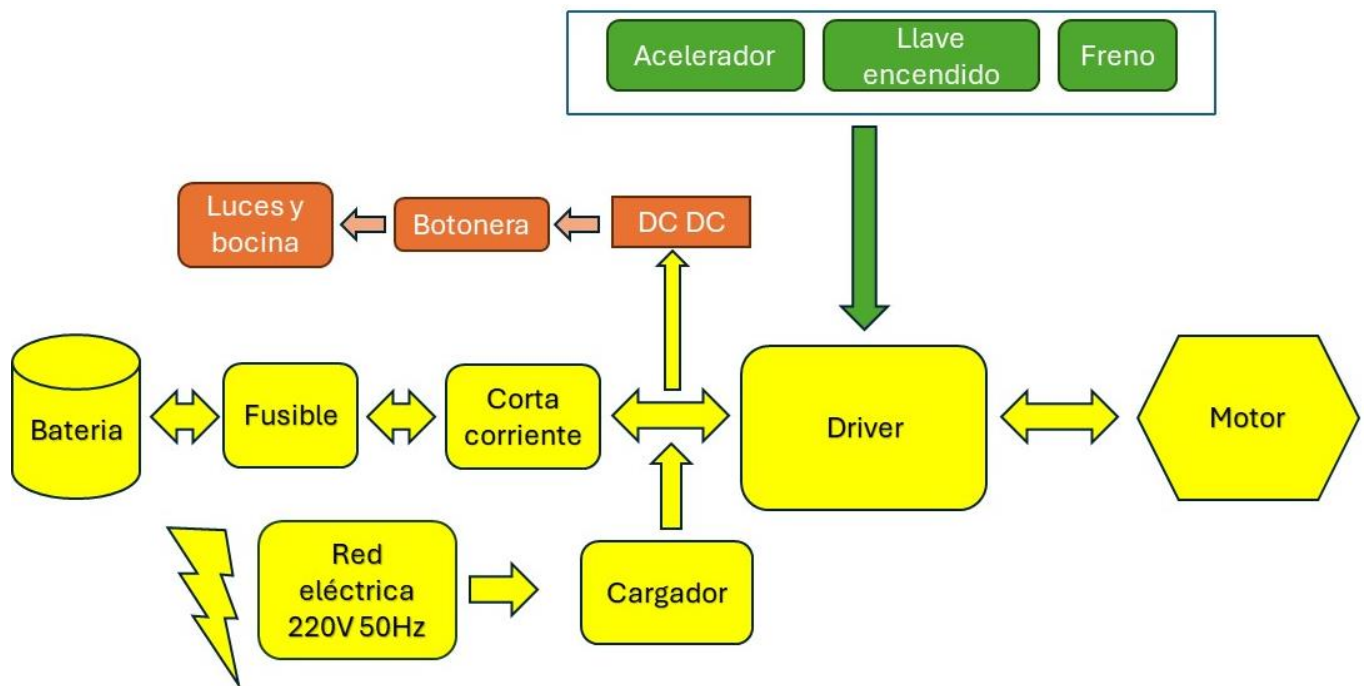 Acelerador
Llave
encendido
Freno
Luces y
bocina
Botonera
DC DC
Bateria
Fusible
Corta
corriente
Driver
Motor
Red
eléctrica
220V 50Hz
Cargador